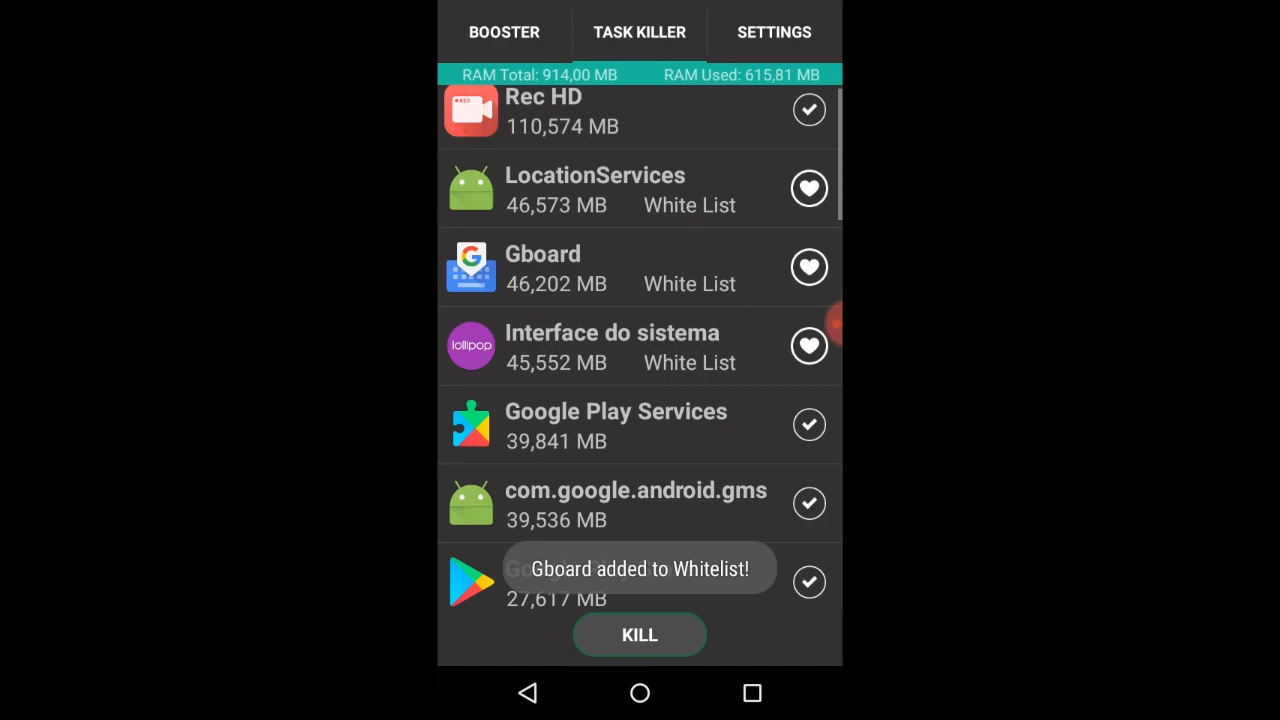 BOOSTER TASK KILLER SETTINGS
RAM Total: 914,00 MB RAM Used: 615,81 MB
REC
Rec HD
110,574 MB
LocationServices
46,573 MB White List
G
Gboard
46,202 MB White List
lollipop
Interface do sistema
45,552 MB White List
Google Play Services
39,841 MB
com.google.android.gms
39,536 MB
Gboard added to Whitelist!
27,617 MB
KILL